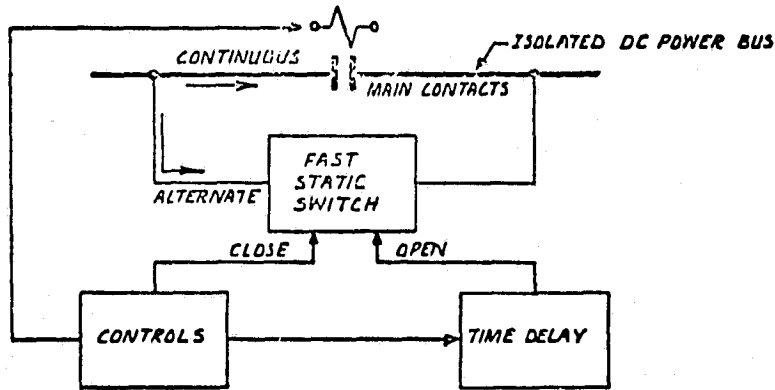 ISOLATED DC POWER BUS
CONTINUOUS
MAIN CONTACTS
FAST
STATIC
SWITCH
ALTERNATE
CLOSE
OPEN
CONTROLS
TIME DELAY